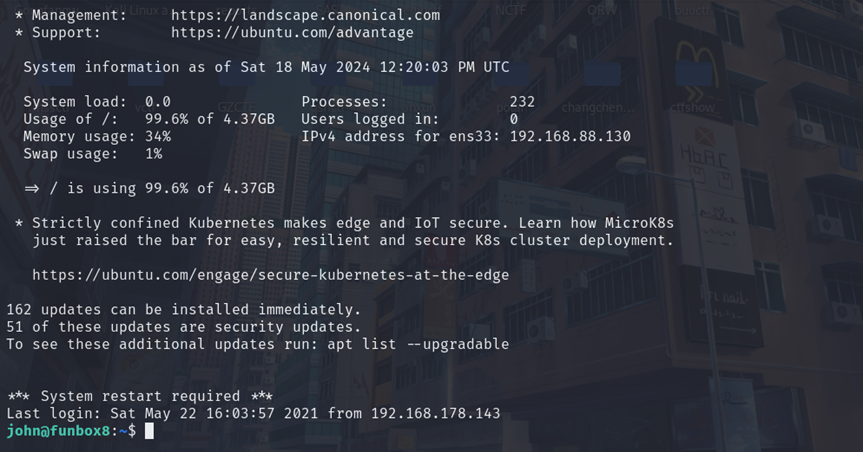 NCTF ORW buuctf
* Management:     https://landscape.canonical.com
* Support:        https://ubuntu.com/advantage
System information as of Sat 18 May 2024 12:20:03 PM UTC
System load:  0.0                Processes:              232
Usage of /:   99.6% of 4.37GB   Users logged in:        0
Memory usage: 34%               IPv4 address for ens33: 192.168.88.130
Swap usage:   1%
GZCTF changchen... ctfshow
=> / is using 99.6% of 4.37GB
* Strictly confined Kubernetes makes edge and IoT secure. Learn how MicroK8s
just raised the bar for easy, resilient and secure K8s cluster deployment.
https://ubuntu.com/engage/secure-kubernetes-at-the-edge
162 updates can be installed immediately.
51 of these updates are security updates.
To see these additional updates run: apt list --upgradable
*** System restart required ***
Last login: Sat May 22 16:03:57 2021 from 192.168.178.143
john@funbox8:~$